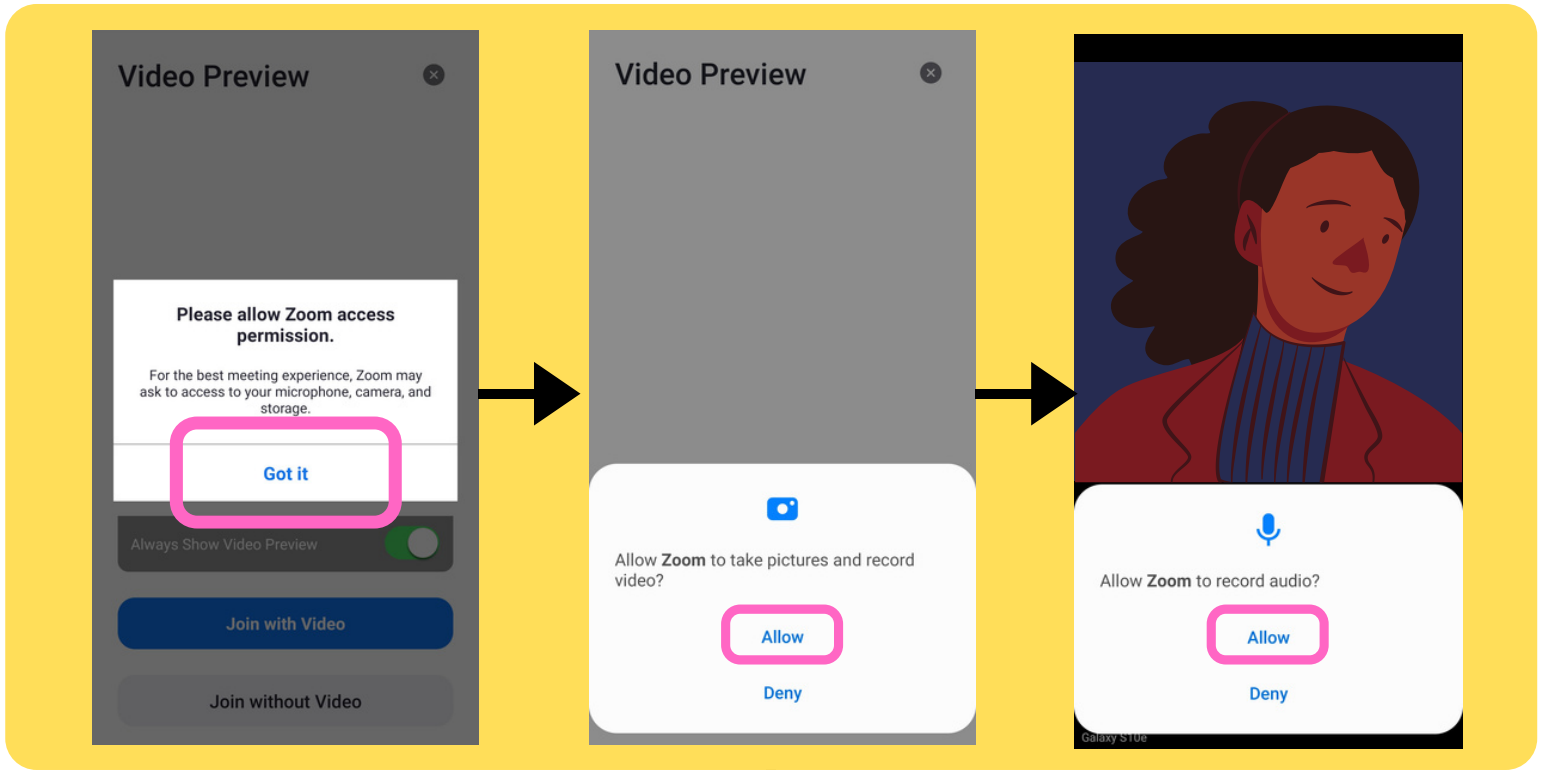 Video Preview
Please allow Zoom access
permission.
For the best meeting experience, Zoom may
ask to access to your microphone, camera, and
storage.
Got it
Always Show Video Preview
Join with Video
Join without Video
Video Preview
Allow Zoom to take pictures and record
video?
Allow
Deny
Allow Zoom to record audio?
Allow
Deny
Galaxy S10e